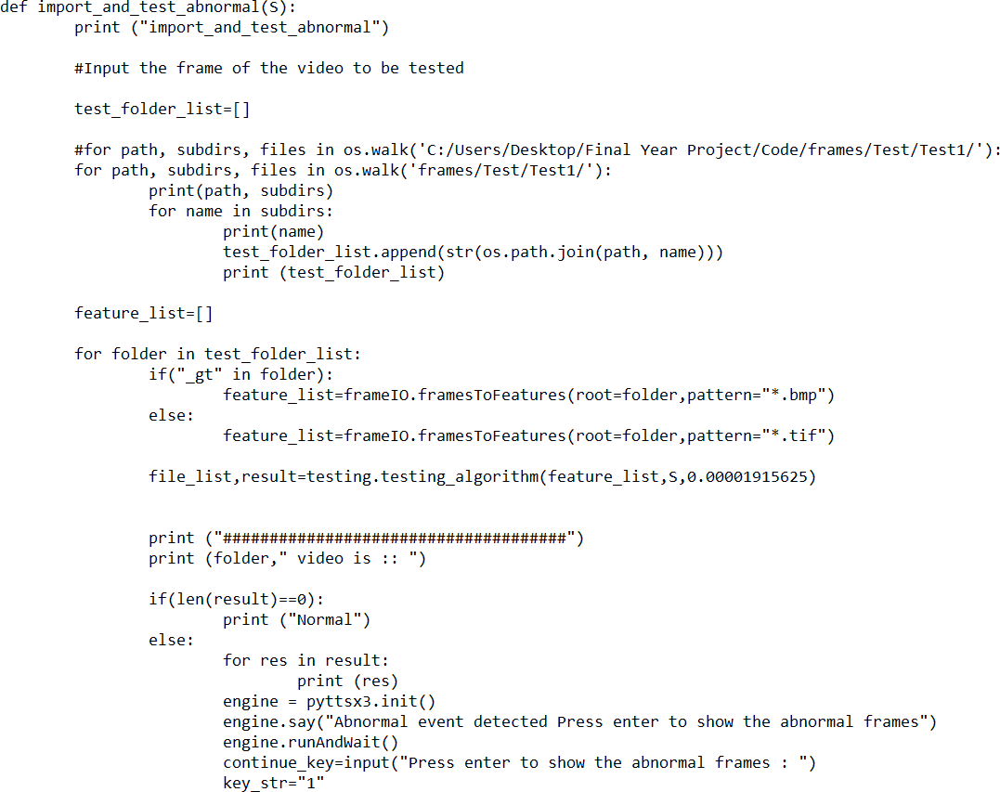 def import_and_test_abnormal(S):
        print ("import_and_test_abnormal")

        #Input the frame of the video to be tested

        test_folder_list=[]

        #for path, subdirs, files in os.walk('C:/Users/Desktop/Final Year Project/Code/frames/Test/Test1/'):
        for path, subdirs, files in os.walk('frames/Test/Test1/'):
                print(path, subdirs)
                for name in subdirs:
                        print(name)
                        test_folder_list.append(str(os.path.join(path, name)))
                        print (test_folder_list)

        feature_list=[]

        for folder in test_folder_list:
                if("_gt" in folder):
                        feature_list=frameIO.framesToFeatures(root=folder,pattern="*.bmp")
                else:
                        feature_list=frameIO.framesToFeatures(root=folder,pattern="*.tif")

                file_list,result=testing.testing_algorithm(feature_list,S,0.00001915625)


                print ("#####################################")
                print (folder," video is :: ")

                if(len(result)==0):
                        print ("Normal")
                else:
                        for res in result:
                                print (res)
                        engine = pyttsx3.init()
                        engine.say("Abnormal event detected Press enter to show the abnormal frames")
                        engine.runAndWait()
                        continue_key=input("Press enter to show the abnormal frames : ")
                        key_str="1"